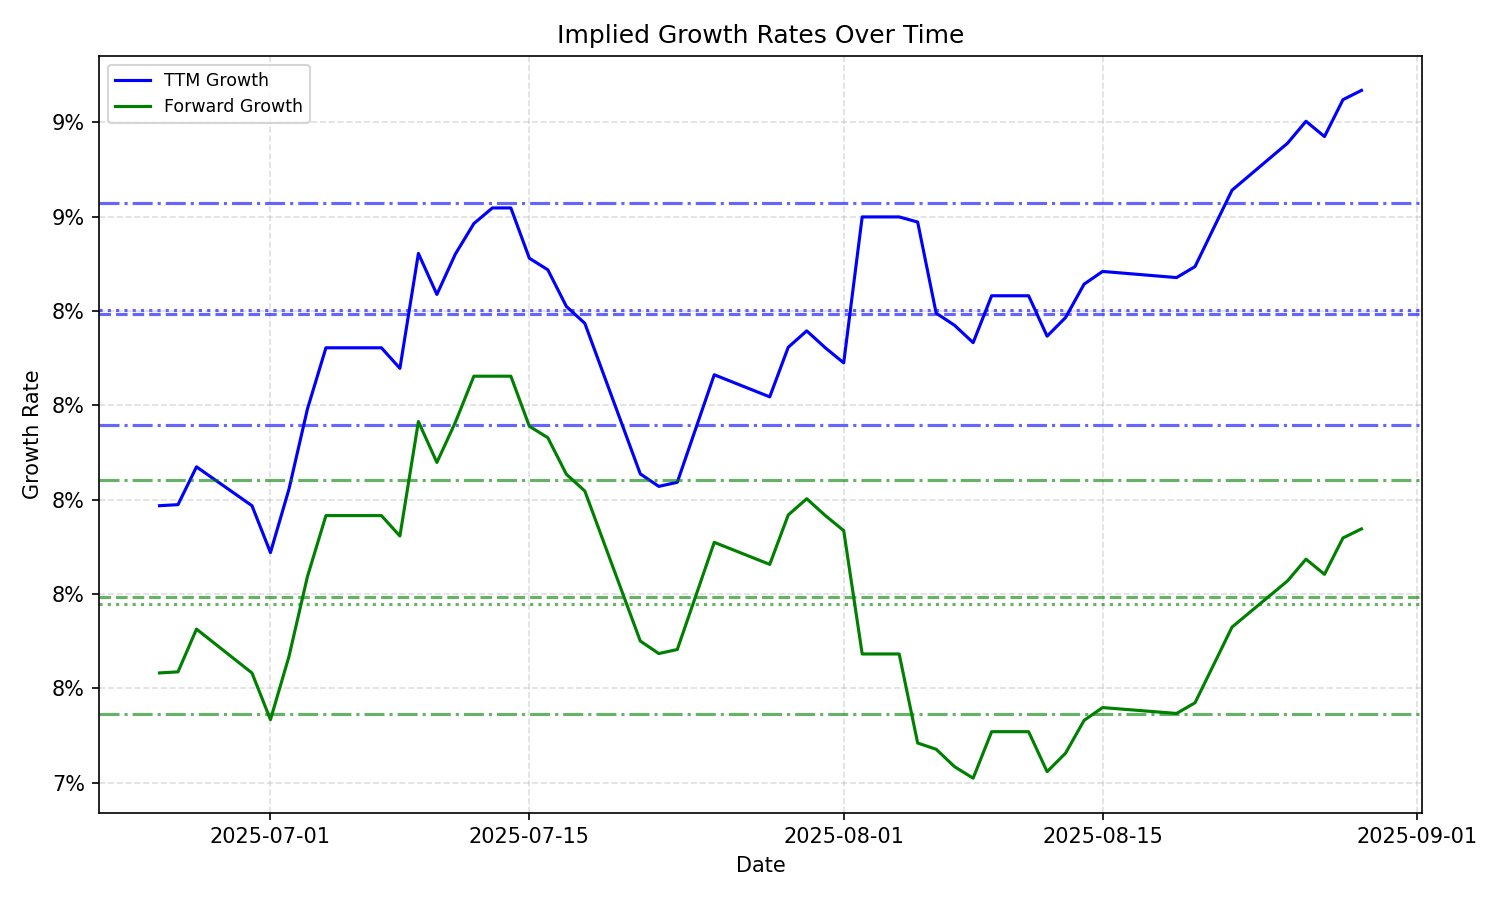 Implied Growth Rates Over Time
TTM Growth
Forward Growth
9%
9%
8%
8%
8%
8%
8%
7%
Growth Rate
2025-07-01
2025-07-15
2025-08-01
2025-08-15
2025-09-01
Date